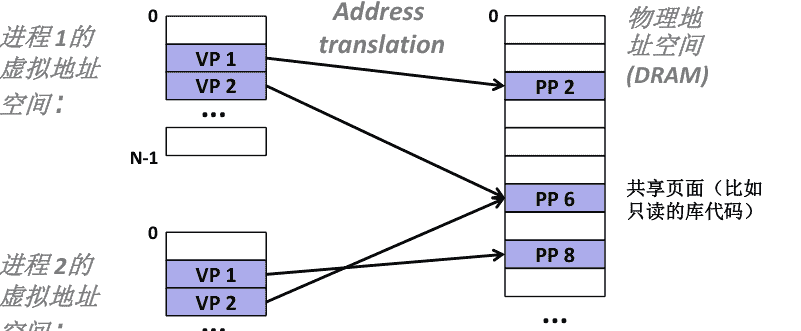 进程 1的
虚拟地址
空间：
0
VP 1
VP 2
...
N-1
Address
translation
0
PP 2
PP 6
PP 8
...
物理地
址空间
(DRAM)
共享页面（比如
只读的库代码）
进程 2的
虚拟地址
空间：
0
VP 1
VP 2
...